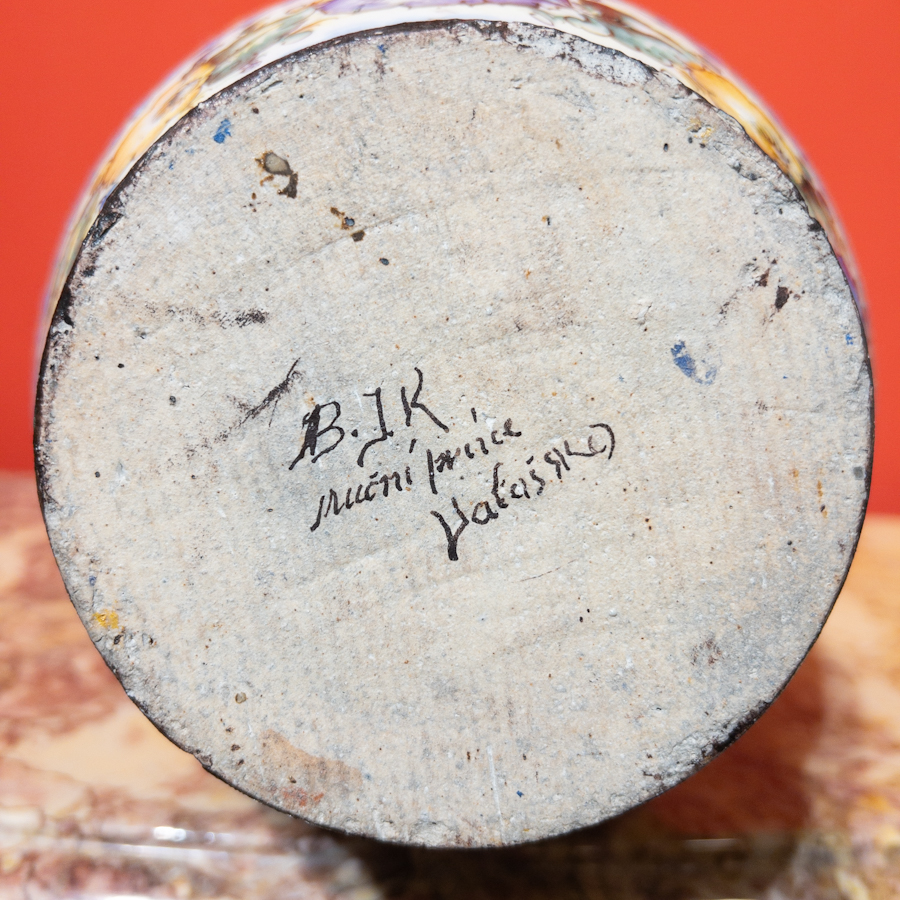 B.J.K
ruční práce
Valašsko